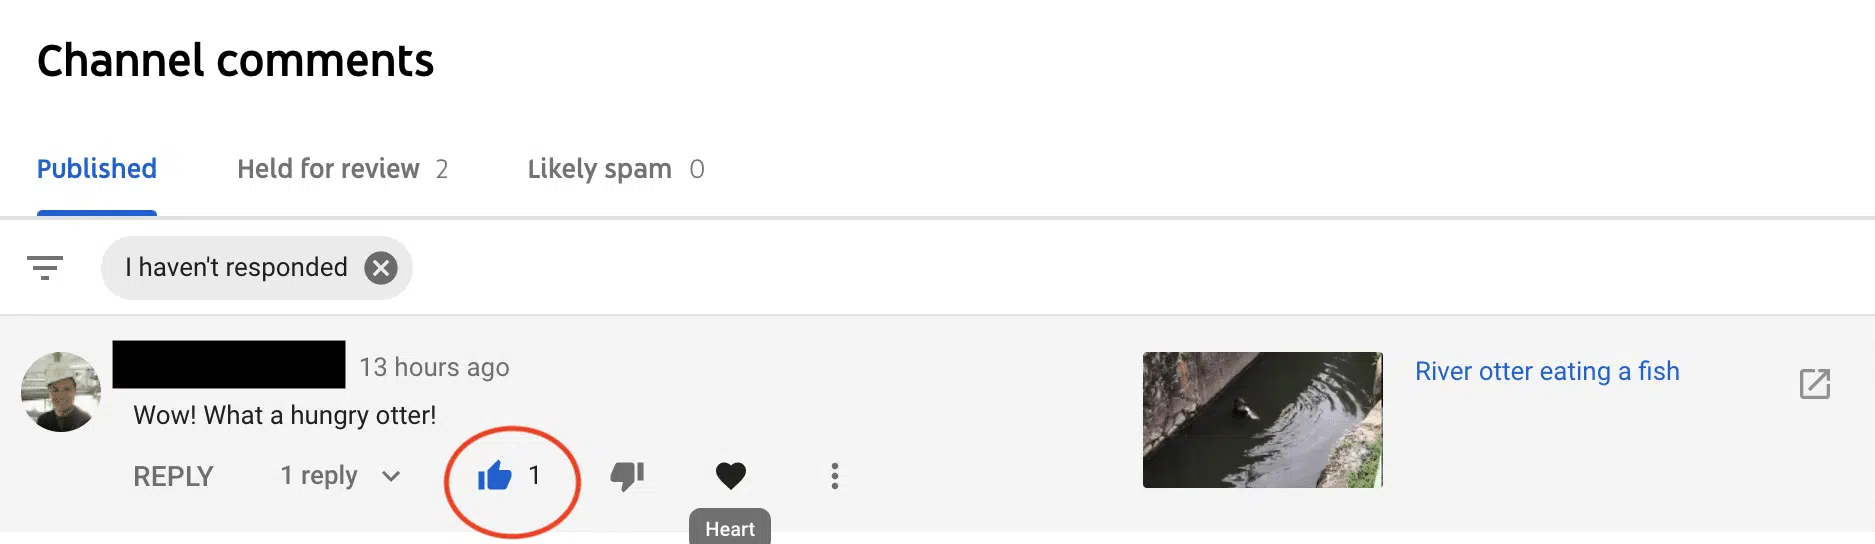 Channel comments
Published Held for review 2 Likely spam 0
I haven't responded
13 hours ago
Wow! What a hungry otter!
REPLY 1 reply 1
Heart
River otter eating a fish